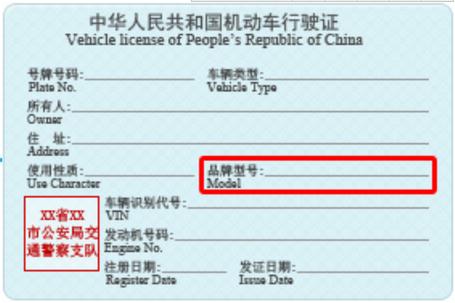 中华人民共和国机动车行驶证
Vehicle license of People's Republic of China
号牌号码: 车辆类型:
Plate No. Vehicle Type
所有人:
Owner
住 址:
Address
使用性质: 品牌型号:
Use Character Model
车辆识别代号:
VIN
发动机号码:
Engine No.
注册日期: 发证日期:
Register Date Issue Date
XX省XX
市公安局交
通警察支队